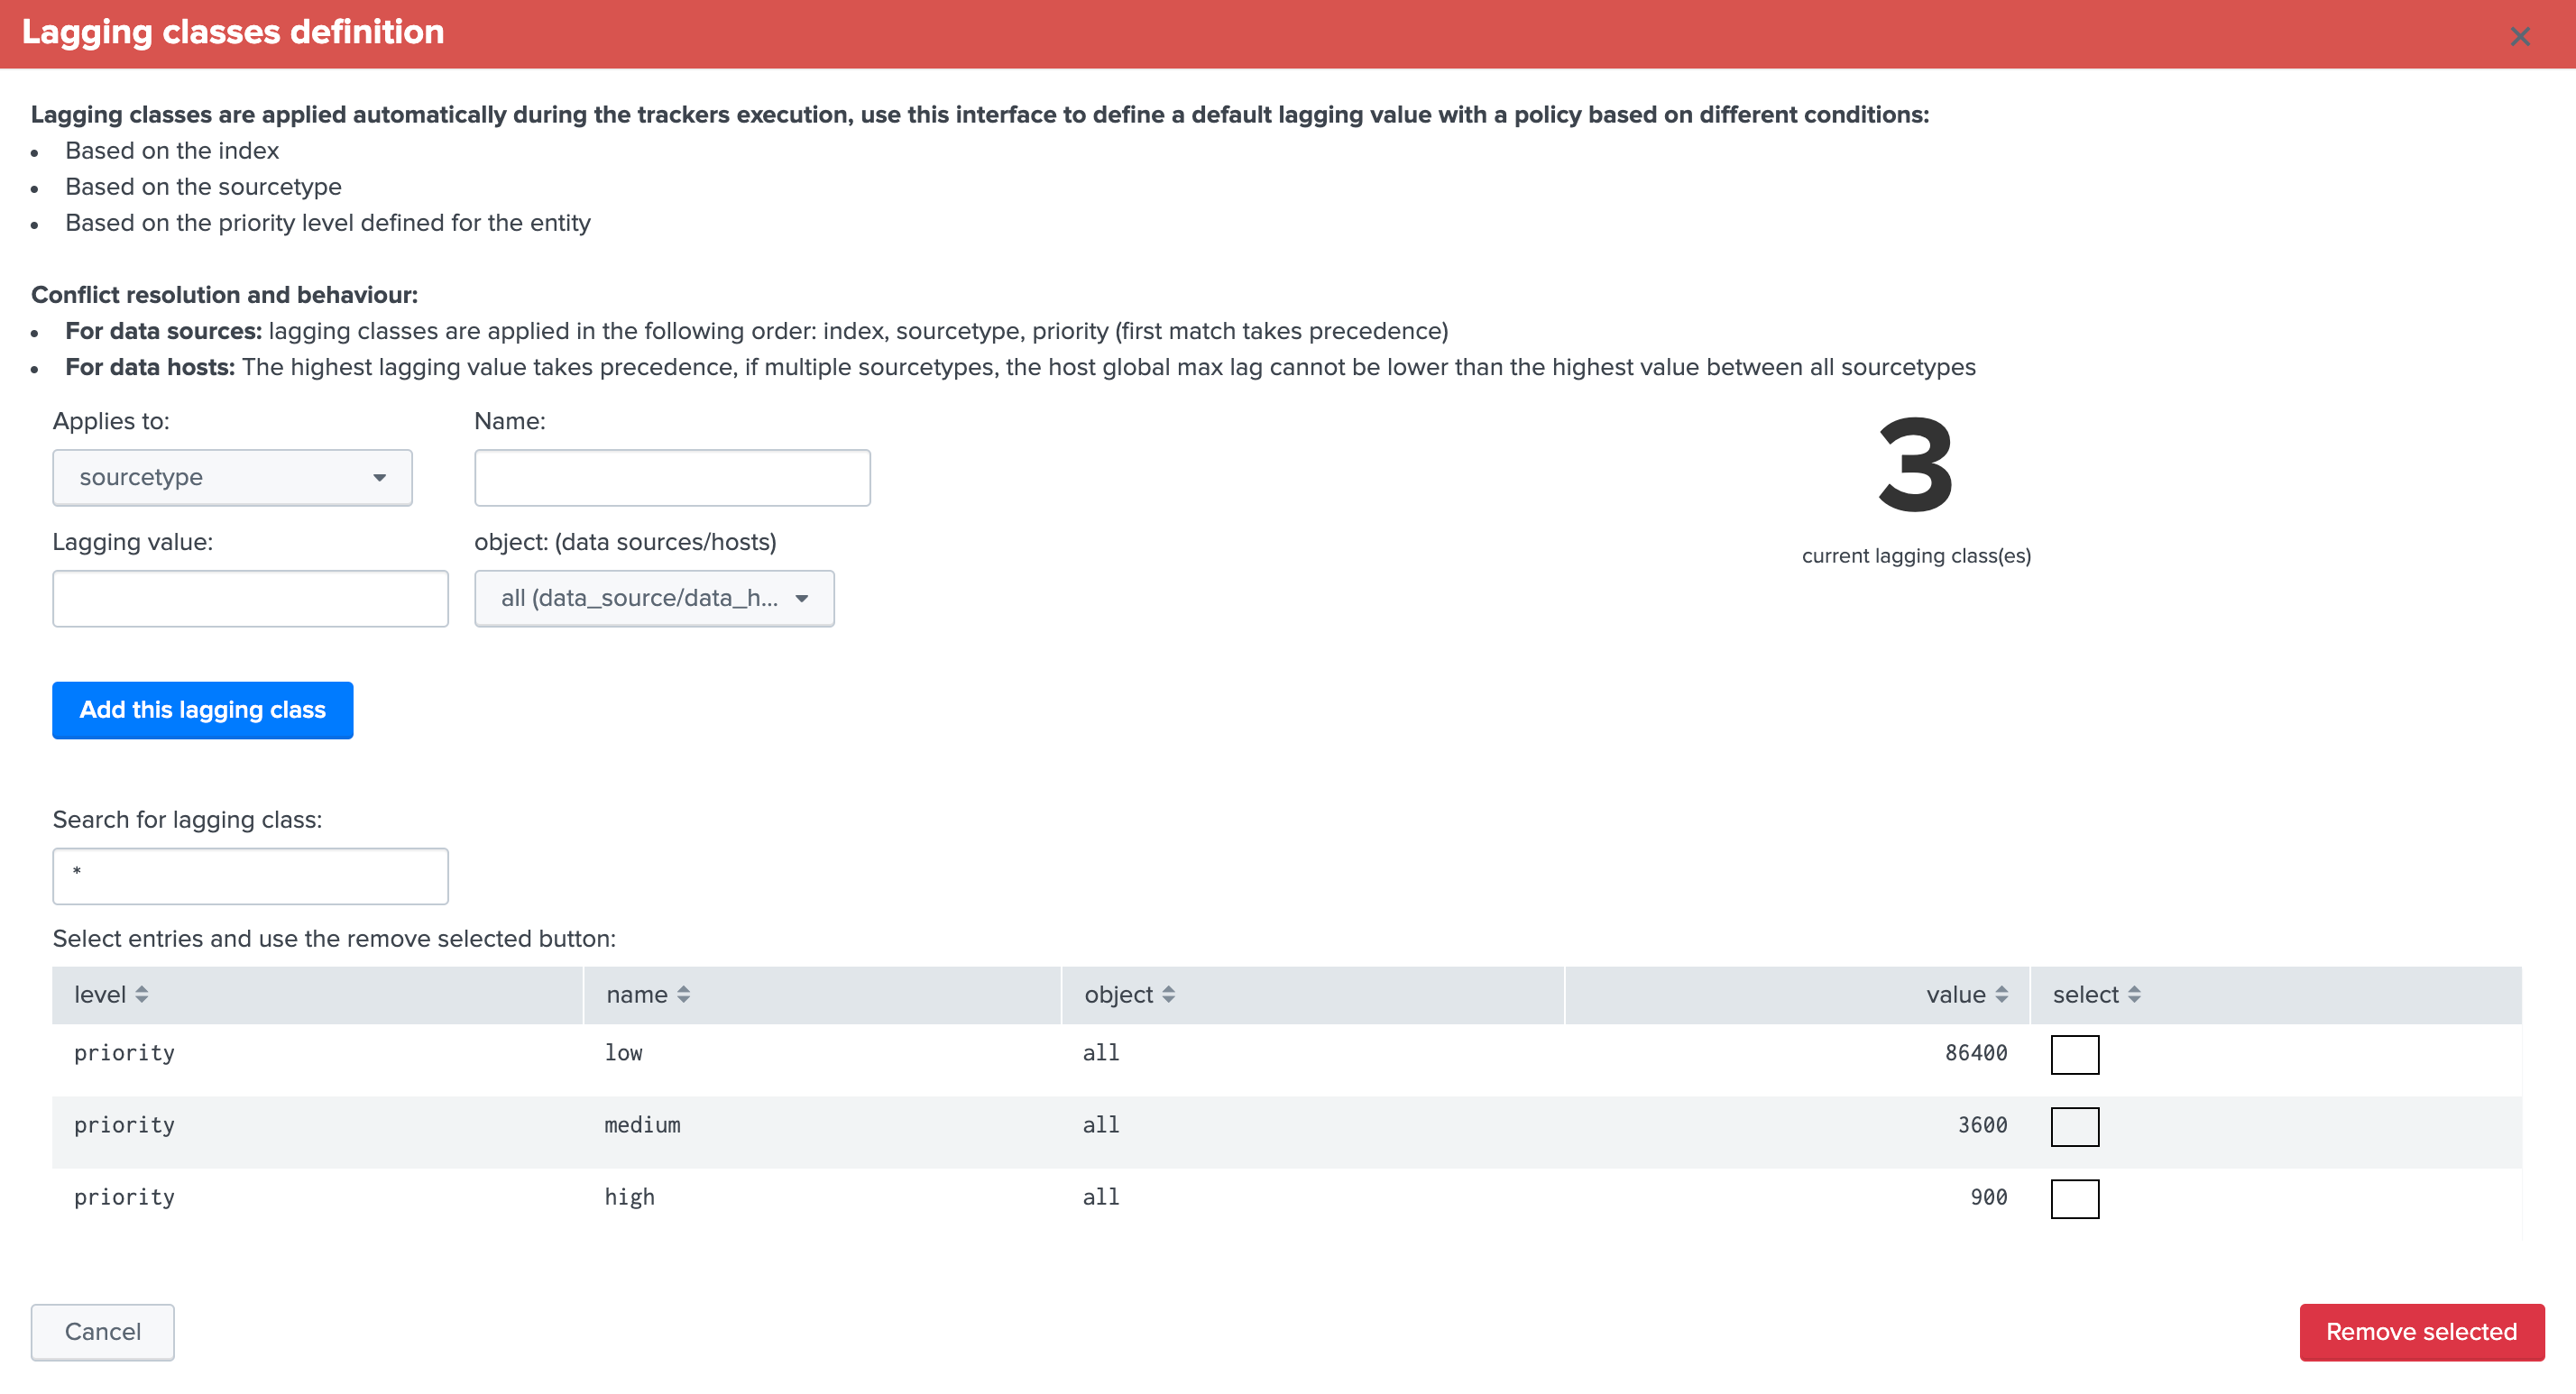 Lagging classes definition
Lagging classes are applied automatically during the trackers execution, use this interface to define a default lagging value with a policy based on different conditions:
• Based on the index
• Based on the sourcetype
• Based on the priority level defined for the entity
Conflict resolution and behaviour:
• For data sources: lagging classes are applied in the following order: index, sourcetype, priority (first match takes precedence)
• For data hosts: The highest lagging value takes precedence, if multiple sourcetypes, the host global max lag cannot be lower than the highest value between all sourcetypes
Applies to: Name:
sourcetype
Lagging value: object: (data sources/hosts)
all (data_source/data_h...
3
current lagging class(es)
Add this lagging class
Search for lagging class:
*
Select entries and use the remove selected button:
level name object value select
priority low all 86400
priority medium all 3600
priority high all 900
Cancel Remove selected